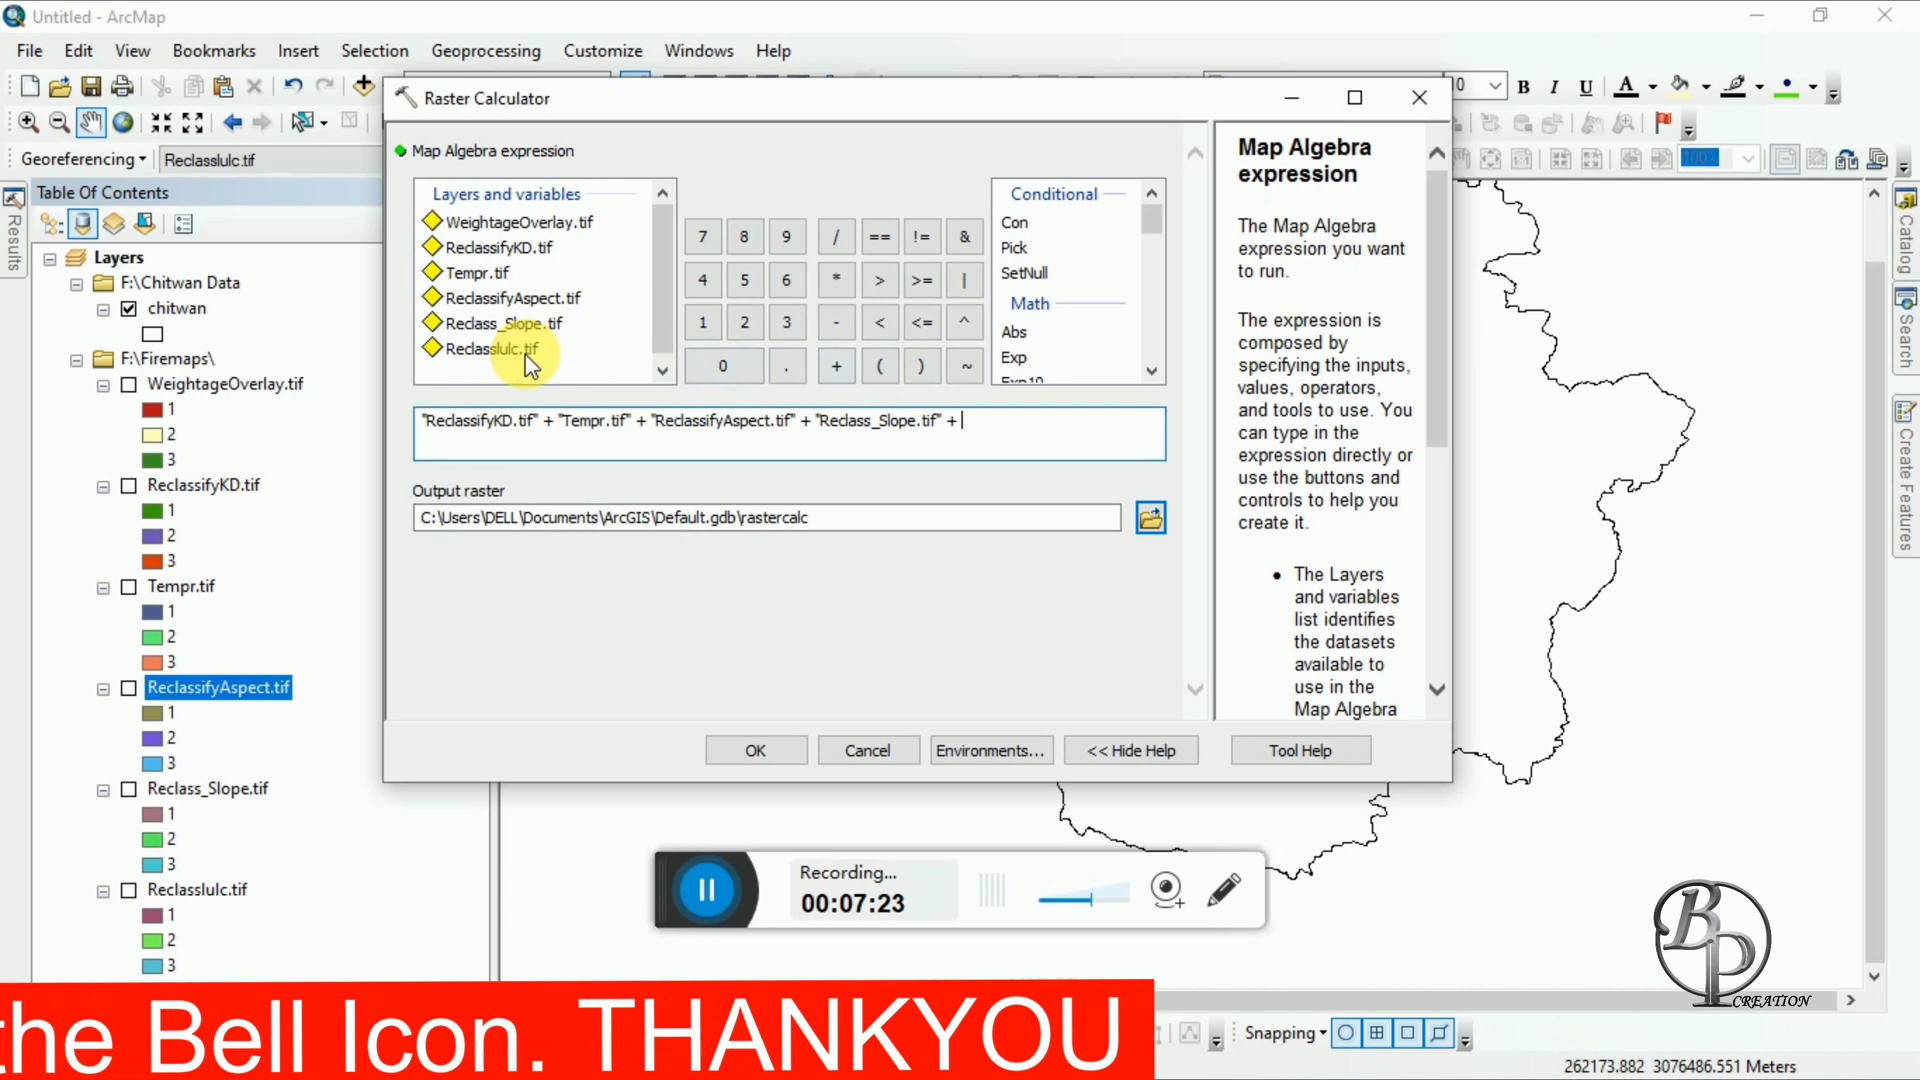 Untitled - ArcMap
File Edit View Bookmarks Insert Selection Geoprocessing Customize Windows Help
10 B I U A
Georeferencing Reclasslulc.tif
100%
Results
Table Of Contents
Layers
F:\Chitwan Data
chitwan
F:\Firemaps\
WeightageOverlay.tif
1
2
3
ReclassifyKD.tif
1
2
3
Tempr.tif
1
2
3
ReclassifyAspect.tif
1
2
3
Reclass_Slope.tif
1
2
3
Reclasslulc.tif
1
2
3
Raster Calculator
Map Algebra expression
Layers and variables
WeightageOverlay.tif
ReclassifyKD.tif
Tempr.tif
ReclassifyAspect.tif
Reclass_Slope.tif
Reclasslulc.tif
7 8 9 / == != &
4 5 6 * > >= |
1 2 3 - < <= ^
0 . + ( ) ~
Conditional
Con
Pick
SetNull
Math
Abs
Exp
Exp10
"ReclassifyKD.tif" + "Tempr.tif" + "ReclassifyAspect.tif" + "Reclass_Slope.tif" +
Output raster
C:\Users\DELL\Documents\ArcGIS\Default.gdb\rastercalc
OK Cancel Environments... << Hide Help Tool Help
Map Algebra
expression
The Map Algebra
expression you want
to run.
The expression is
composed by
specifying the inputs,
values, operators,
and tools to use. You
can type in the
expression directly or
use the buttons and
controls to help you
create it.
• The Layers
and variables
list identifies
the datasets
available to
use in the
Map Algebra
Catalog
Search
Create Features
Recording...
00:07:23
BP
CREATION
the Bell Icon. THANKYOU
Snapping
262173.882 3076486.551 Meters